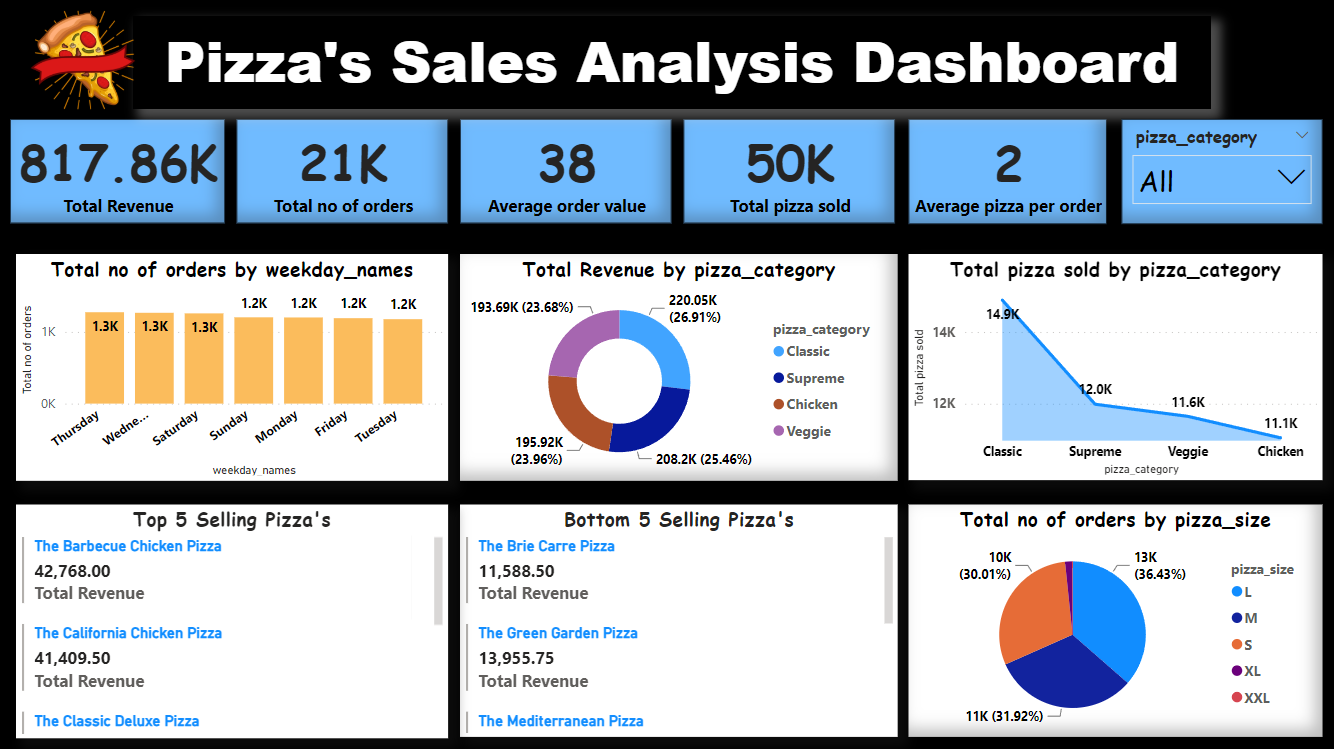 Pizza's Sales Analysis Dashboard
817.86K
Total Revenue
21K
Total no of orders
38
Average order value
50K
Total pizza sold
2
Average pizza per order
pizza_category
All
Total no of orders by weekday_names
Total no of orders
1K
0K
1.3K
1.3K
1.3K
1.2K
1.2K
1.2K
1.2K
Thursday
Wedne...
Saturday
Sunday
Monday
Friday
Tuesday
weekday_names
Total Revenue by pizza_category
193.69K (23.68%)
220.05K
(26.91%)
195.92K
(23.96%)
208.2K (25.46%)
pizza_category
Classic
Supreme
Chicken
Veggie
Total pizza sold by pizza_category
Total pizza sold
14K
12K
14.9K
12.0K
11.6K
11.1K
Classic
Supreme
Veggie
Chicken
pizza_category
Top 5 Selling Pizza's
The Barbecue Chicken Pizza
42,768.00
Total Revenue
The California Chicken Pizza
41,409.50
Total Revenue
The Classic Deluxe Pizza
Bottom 5 Selling Pizza's
The Brie Carre Pizza
11,588.50
Total Revenue
The Green Garden Pizza
13,955.75
Total Revenue
The Mediterranean Pizza
Total no of orders by pizza_size
10K
(30.01%)
13K
(36.43%)
11K (31.92%)
pizza_size
L
M
S
XL
XXL